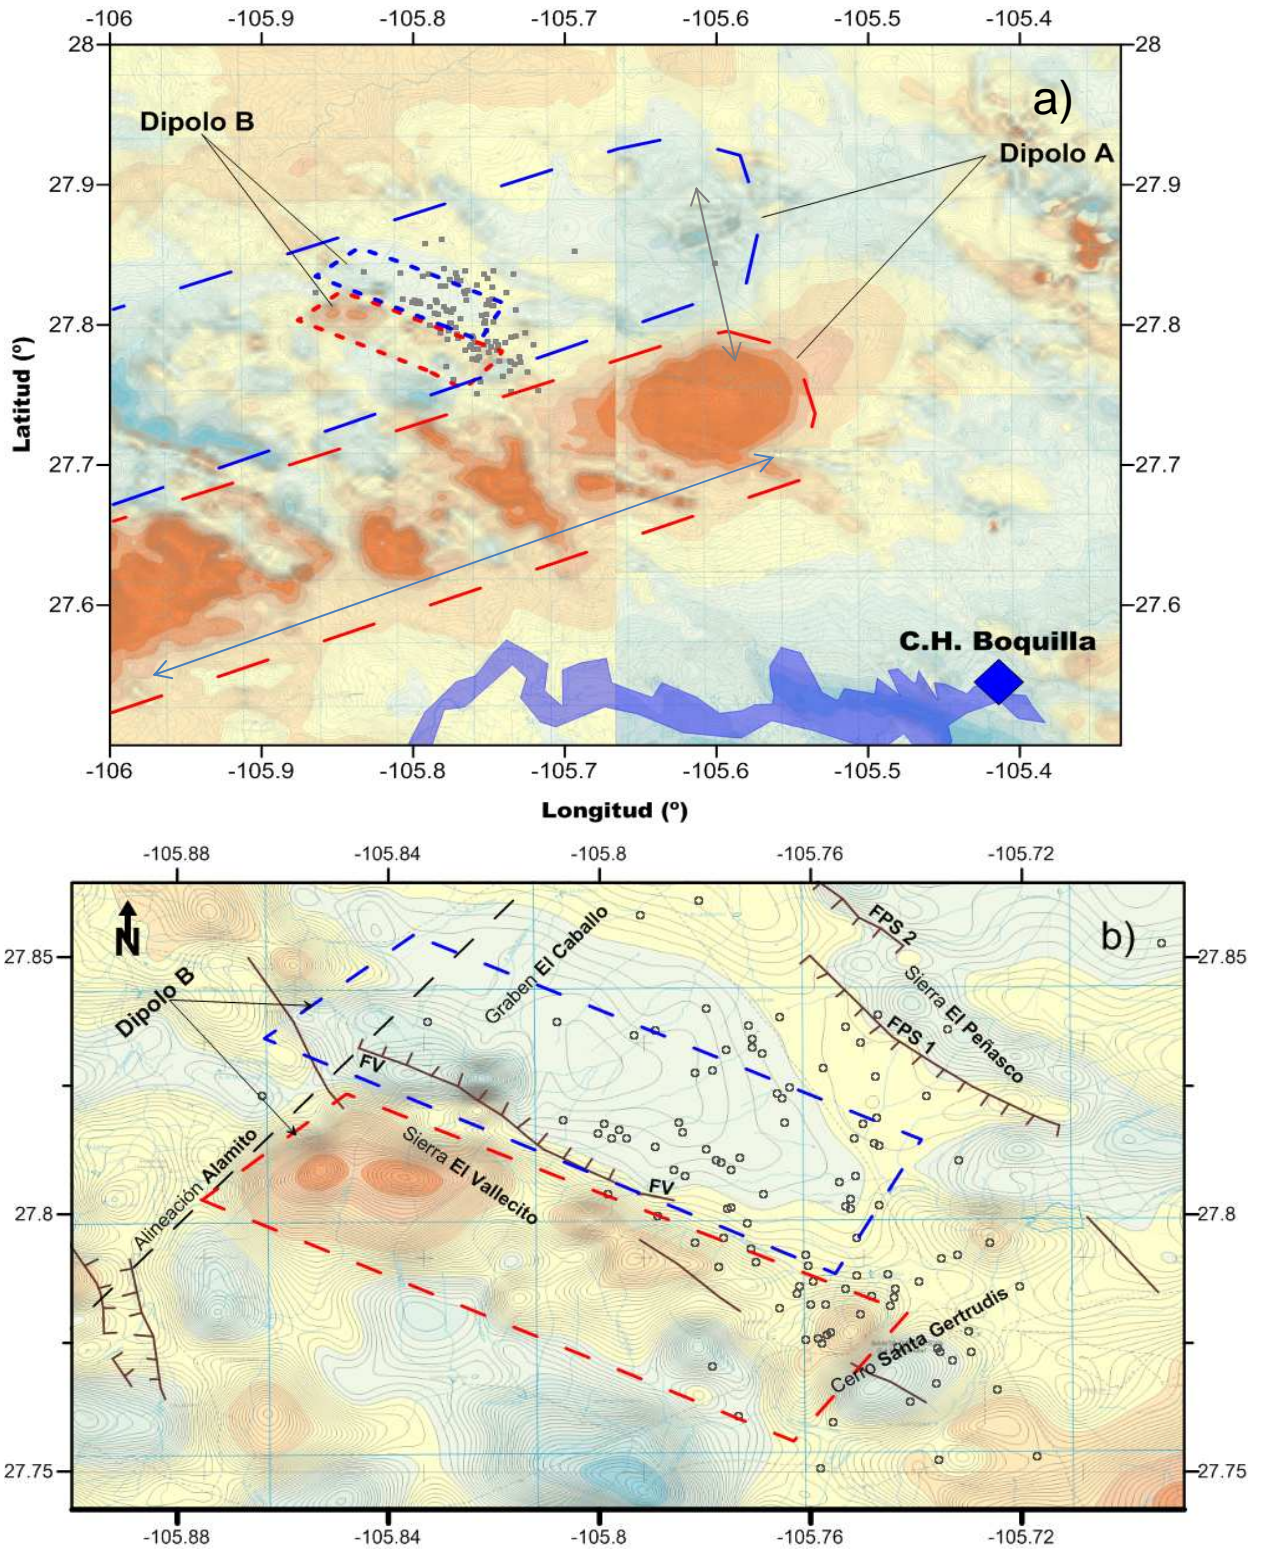 -106 -105.9 -105.8 -105.7 -105.6 -105.5 -105.4
28 28
a)
Dipolo B
Dipolo A
27.9 27.9
27.8 27.8
Latitud (º)
27.7 27.7
27.6 27.6
C.H. Boquilla
-106 -105.9 -105.8 -105.7 -105.6 -105.5 -105.4
Longitud (º)
-105.88 -105.84 -105.8 -105.76 -105.72
N
b)
FPS 2
Graben El Caballo
27.85 27.85
Dipolo B
Sierra El Peñasco
FPS 1
FV
Alineación Alamito
Sierra El Vallecito
FV
27.8 27.8
Cerro Santa Gertrudis
27.75 27.75
-105.88 -105.84 -105.8 -105.76 -105.72